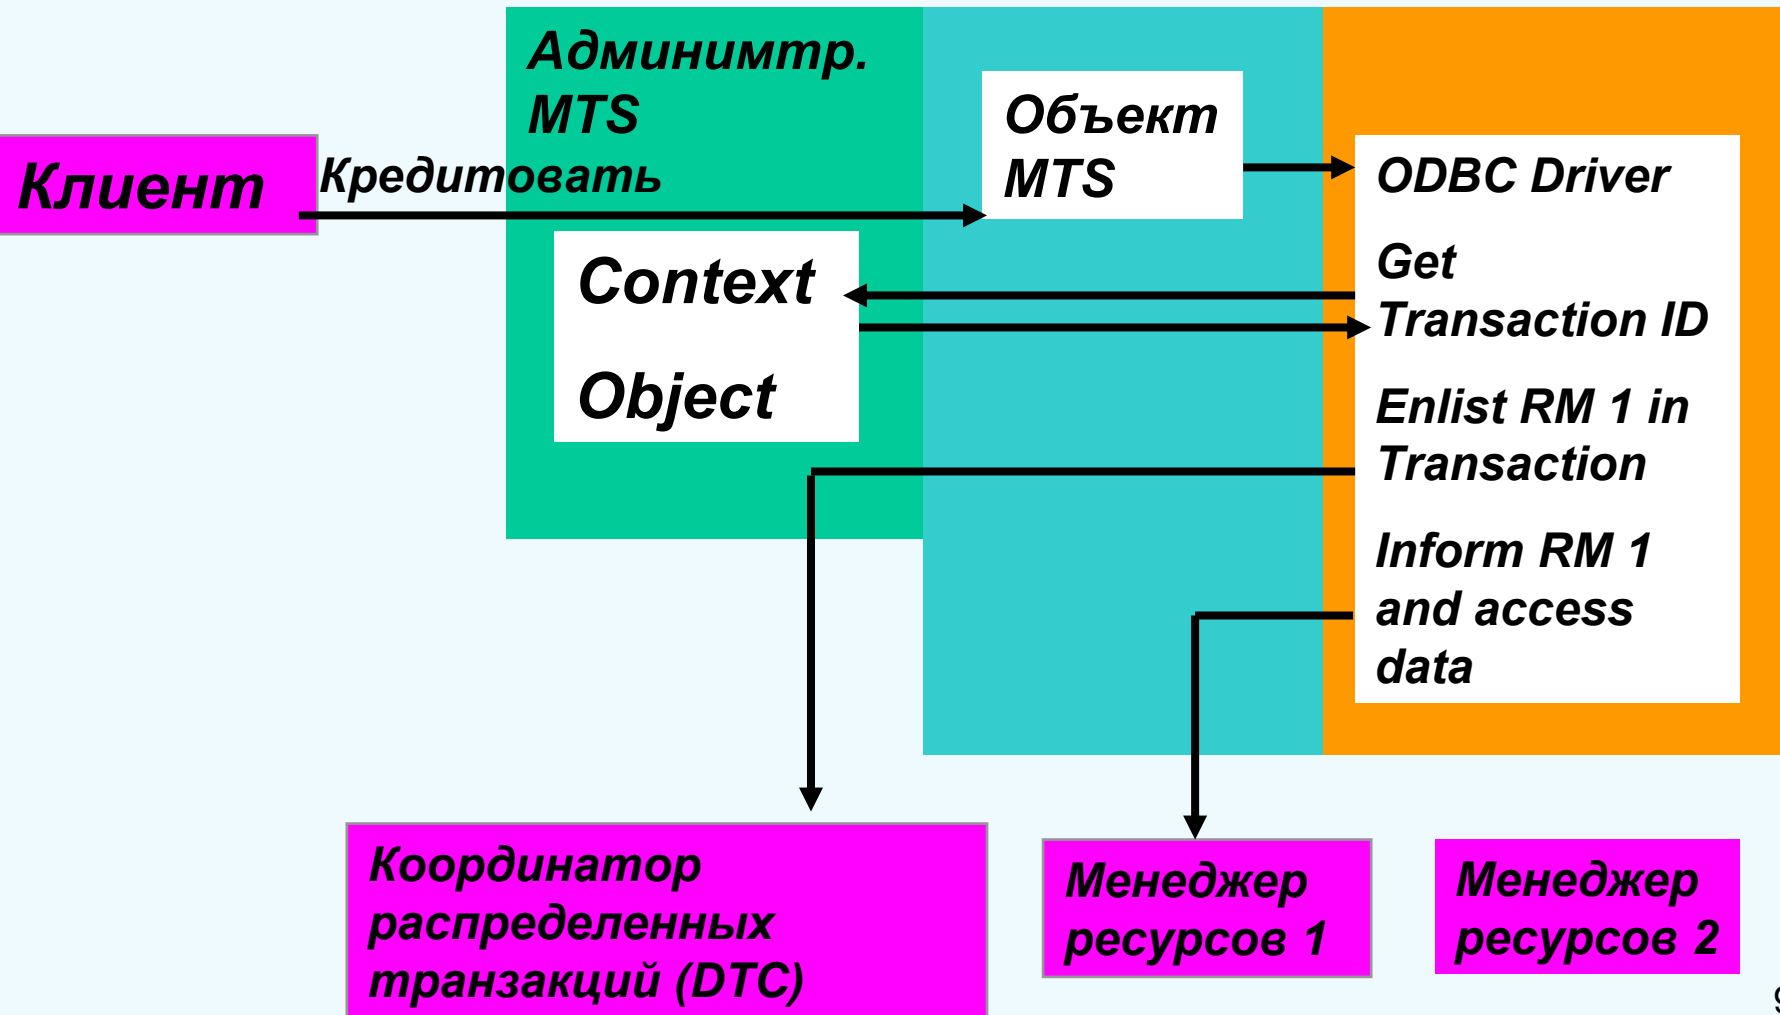 Админимтр.
MTS
Объект
MTS
Клиент
Кредитовать
ODBC Driver
Get
Transaction ID
Enlist RM 1 in
Transaction
Inform RM 1
and access
data
Context
Object
Координатор
распределенных
транзакций (DTC)
Менеджер
ресурсов 1
Менеджер
ресурсов 2